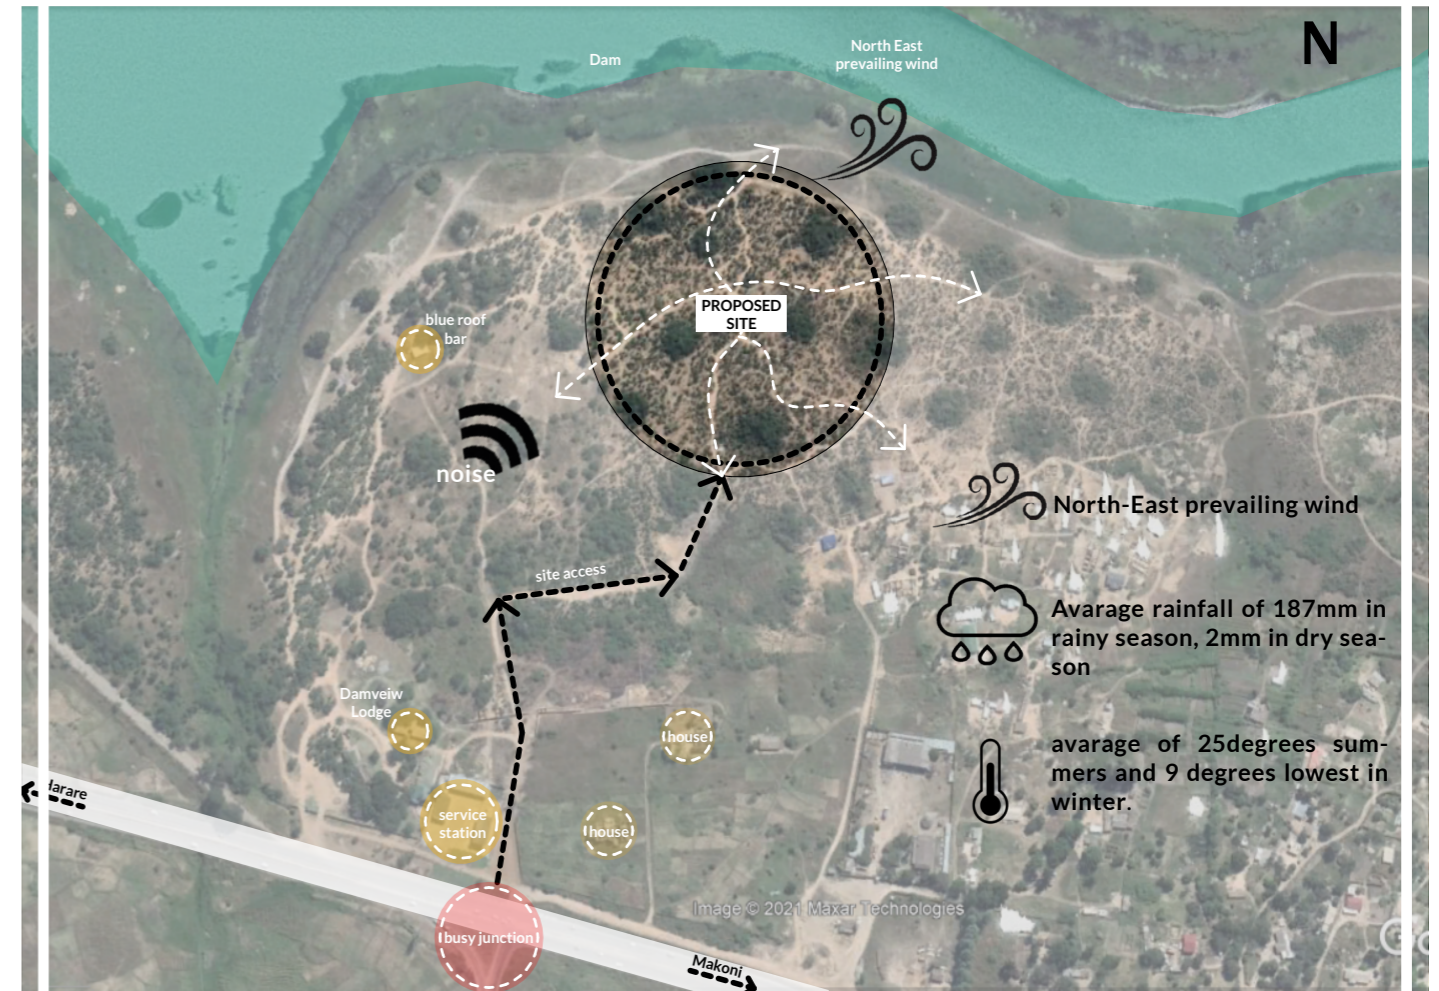 N
Dam
North East
prevailing wind
PROPOSED
SITE
blue roof
bar
noise
North-East prevailing wind
site access
Avarage rainfall of 187mm in
rainy season, 2mm in dry sea-
son
Damveiw
Lodge
house
avarage of 25degrees sum-
mers and 9 degrees lowest in
winter.
Harare
service
station
house
Image © 2021 Maxar Technologies
busy junction
Makoni